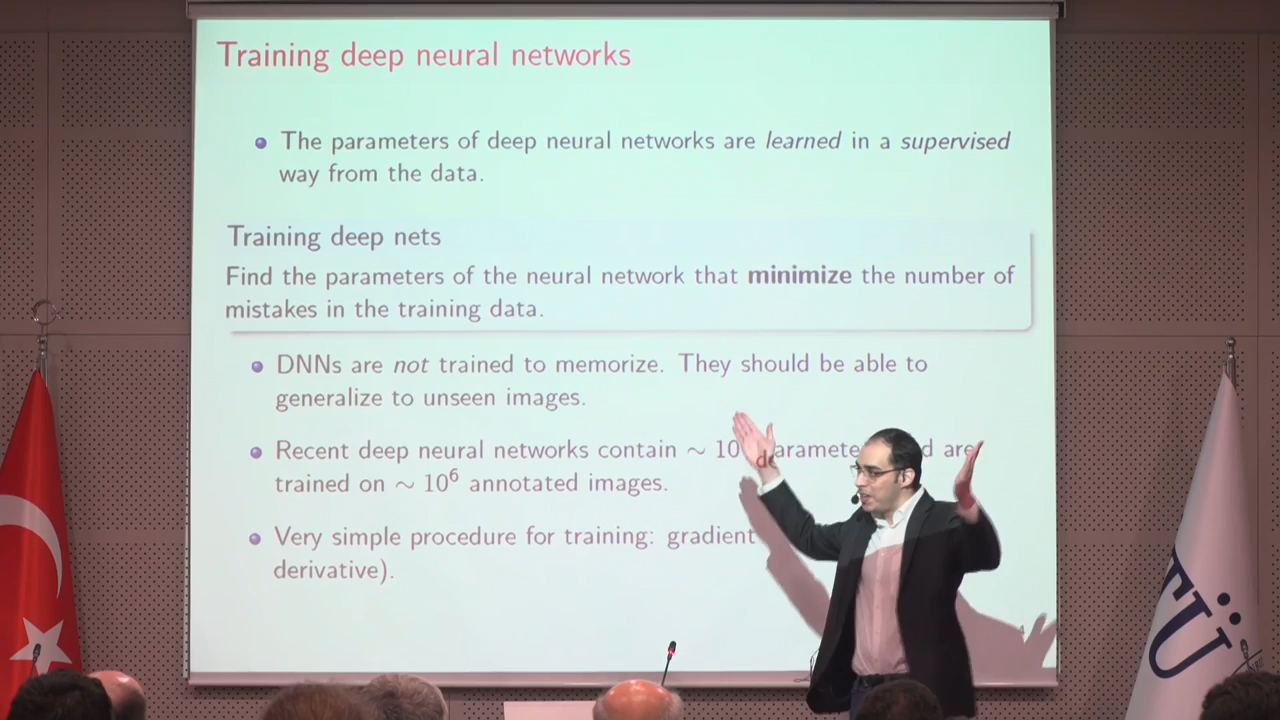 Training deep neural networks
The parameters of deep neural networks are learned in a supervised
way from the data.
Training deep nets
Find the parameters of the neural network that minimize the number of
mistakes in the training data.
DNNs are not trained to memorize. They should be able to
generalize to unseen images.
Recent deep neural networks contain ∼ 10 are
trained on ∼ 10⁶ annotated images.
Very simple procedure for training: gradient
derivative).
TÜ